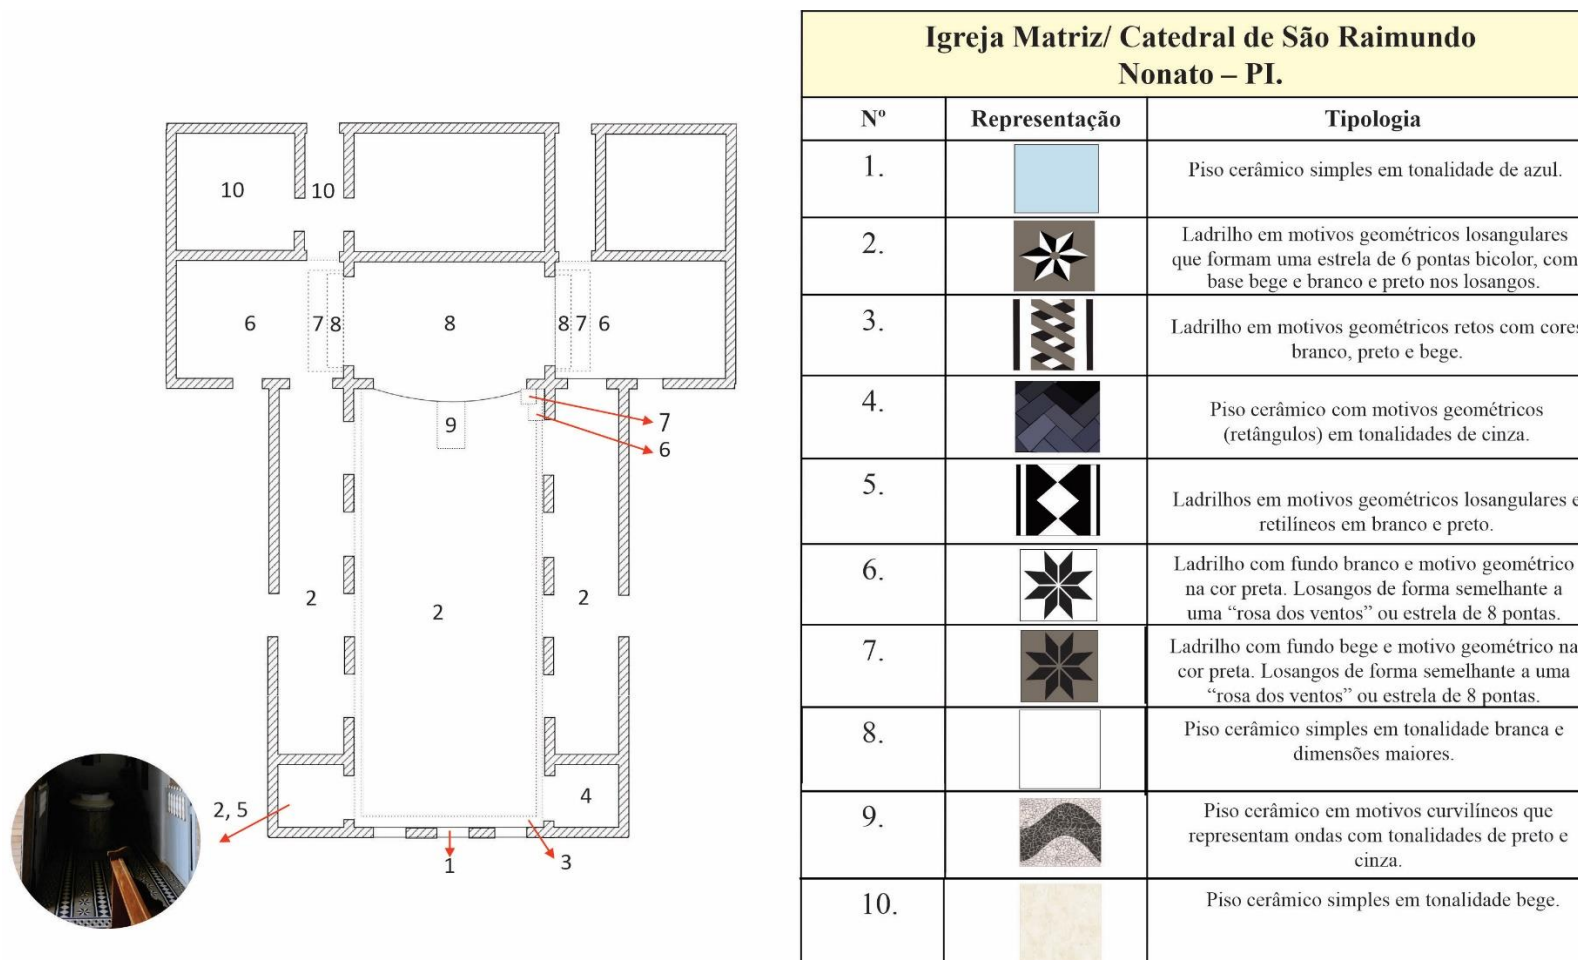 Igreja Matriz/ Catedral de São Raimundo
Nonato – PI.
Nº Representação Tipologia
1. Piso cerâmico simples em tonalidade de azul.
2. Ladrilho em motivos geométricos losangulares
que formam uma estrela de 6 pontas bicolor, com
base bege e branco e preto nos losangos.
3. Ladrilho em motivos geométricos retos com cores
branco, preto e bege.
4. Piso cerâmico com motivos geométricos
(retângulos) em tonalidades de cinza.
5. Ladrilhos em motivos geométricos losangulares e
retilíneos em branco e preto.
6. Ladrilho com fundo branco e motivo geométrico
na cor preta. Losangos de forma semelhante a
uma “rosa dos ventos” ou estrela de 8 pontas.
7. Ladrilho com fundo bege e motivo geométrico na
cor preta. Losangos de forma semelhante a uma
“rosa dos ventos” ou estrela de 8 pontas.
8. Piso cerâmico simples em tonalidade branca e
dimensões maiores.
9. Piso cerâmico em motivos curvilíneos que
representam ondas com tonalidades de preto e
cinza.
10. Piso cerâmico simples em tonalidade bege.
10 10
6 7 8 8 8 7 6
9 7
6
2 2 2
2, 5 4
1 3